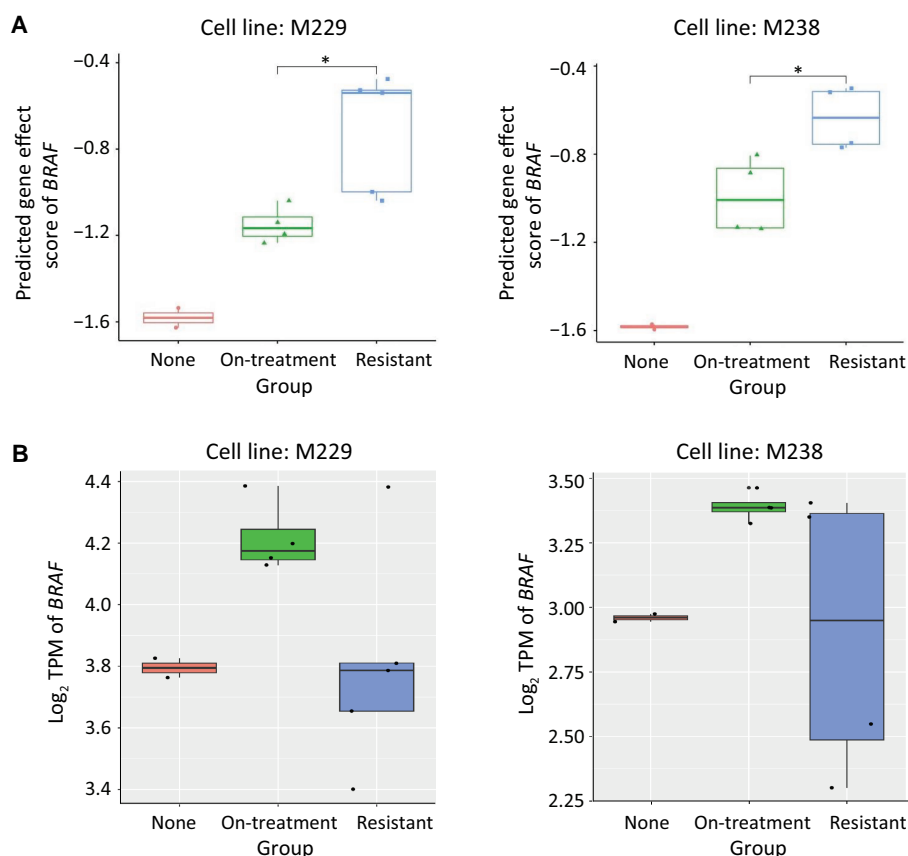 A
Cell line: M229
Cell line: M238
Predicted gene effect
score of BRAF
−0.4
−0.8
−1.2
−1.6
*
None
On-treatment
Resistant
Group
Predicted gene effect
score of BRAF
−0.4
−0.8
−1.2
−1.6
*
None
On-treatment
Resistant
Group
B
Cell line: M229
Cell line: M238
Log₂ TPM of BRAF
4.4
4.2
4.0
3.8
3.6
3.4
None
On-treatment
Resistant
Group
Log₂ TPM of BRAF
3.50
3.25
3.00
2.75
2.50
2.25
None
On-treatment
Resistant
Group